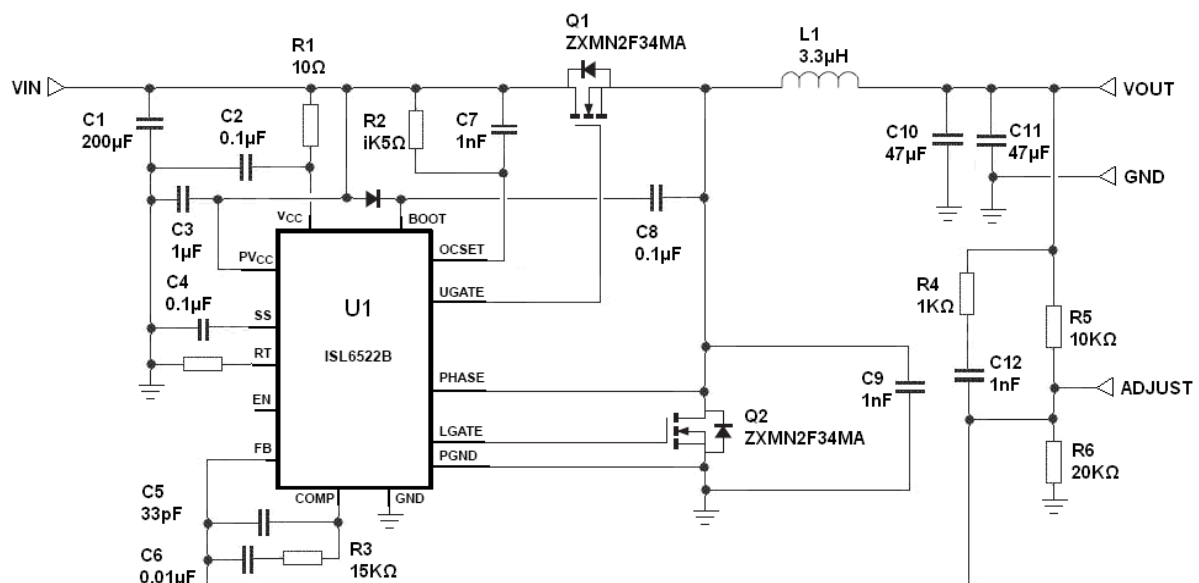 Q1
ZXMN2F34MA
L1
3.3µH
R1
10Ω
VIN
VOUT
C1
200µF
C2
0.1µF
R2
iK5Ω
C7
1nF
C10
47µF
C11
47µF
GND
C3
1µF
VCC
BOOT
C8
0.1µF
PVCC
OCSET
C4
0.1µF
UGATE
U1
ISL6522B
SS
RT
R4
1KΩ
R5
10KΩ
PHASE
C9
1nF
C12
1nF
ADJUST
EN
LGATE
Q2
ZXMN2F34MA
FB
PGND
R6
20KΩ
COMP
GND
C5
33pF
C6
0.01µF
R3
15KΩ